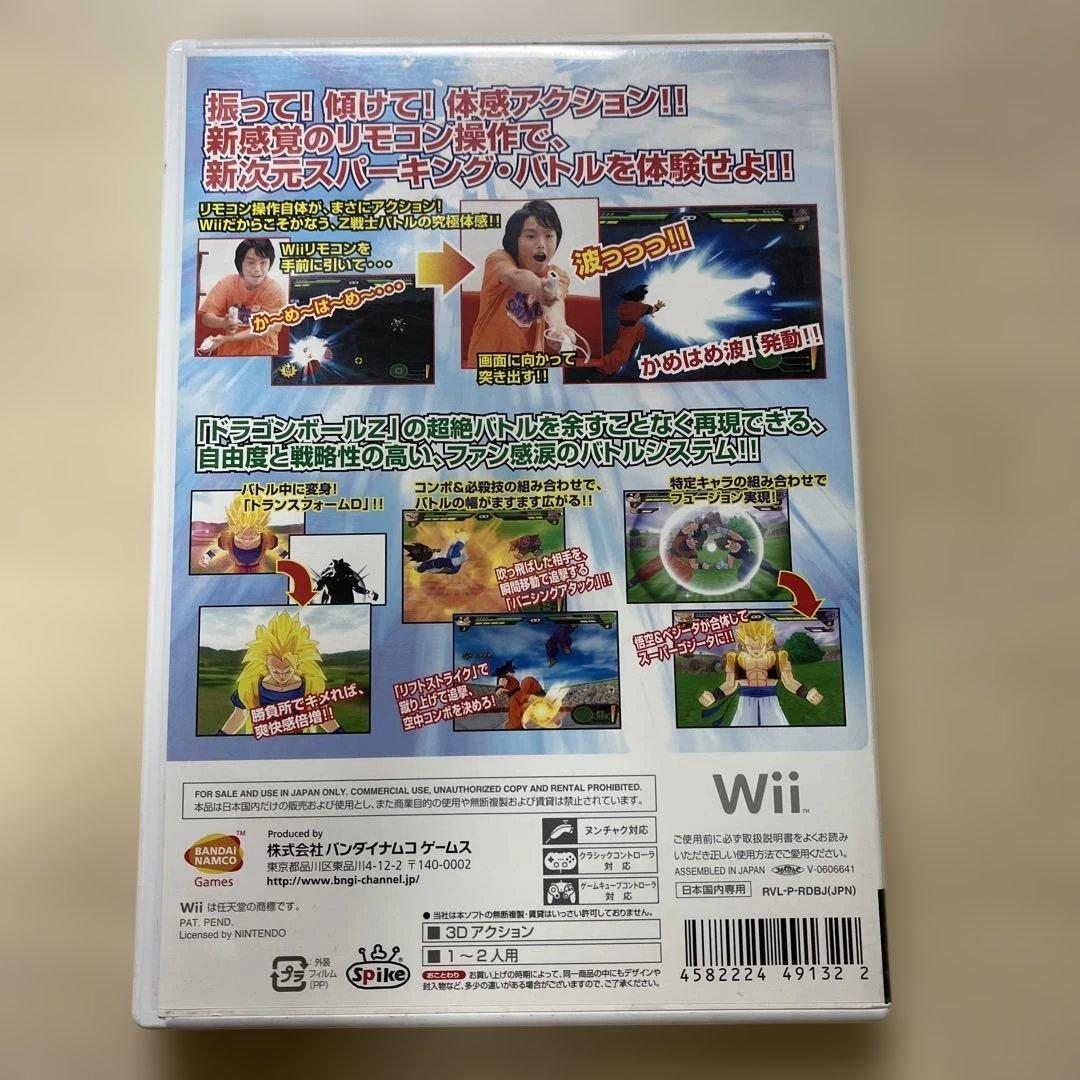 振って！傾けて！体感アクション!!
新感覚のリモコン操作で、
新次元スパーキング・バトルを体験せよ!!
リモコン操作自体が、まさにアクション！
Wiiだからこそかなう、Z戦士バトルの究極体感!!
Wiiリモコンを
手前に引いて・・・
か〜め〜は〜め〜・・・
波っっっ!!
画面に向かって
突き出す!!
かめはめ波！発動!!
「ドラゴンボールZ」の超絶バトルを余すことなく再現できる、
自由度と戦略性の高い、ファン感涙のバトルシステム!!
バトル中に変身！
「トランスフォームD」!!
勝負所でキメれば、
爽快感倍増!!
コンボ&必殺技の組み合わせで、
バトルの幅がますます広がる!!
吹っ飛ばした相手を、
瞬間移動で追撃する
「バニシングアタック」!!
「リフトストライク」で
蹴り上げて追撃、
空中コンボを決めろ！
特定キャラの組み合わせで
フュージョン実現！
悟空&ベジータが合体して
スーパーゴジータに!!
FOR SALE AND USE IN JAPAN ONLY. COMMERCIAL USE, UNAUTHORIZED COPY AND RENTAL PROHIBITED.
本品は日本国内だけの販売および使用とし、また商業目的の使用や無断複製および賃貸は禁止されています。
BANDAI
NAMCO
Games
TM
Produced by
株式会社 バンダイナムコ ゲームス
東京都品川区東品川4-12-2 〒140-0002
http://www.bngi-channel.jp/
Wii は任天堂の商標です。
PAT. PEND.
Licensed by NINTENDO
プラ
外装
フィルム
(PP)
Spike
ヌンチャク対応
クラシックコントローラ
対応
ゲームキューブコントローラ
対応
● 当社は本ソフトの無断複製・賃貸はいっさい許可しておりません。
■ 3Dアクション
■ 1〜2人用
おことわり お買い上げの時期によって、同一商品の中にもデザインや
封入物など、多少の違いがある場合がございますので、ご了承ください。
Wii
TM
ご使用前に必ず取扱説明書をよくお読み
いただき正しい使用方法でご愛用ください。
ASSEMBLED IN JAPAN V-0606641
日本国内専用 RVL-P-RDBJ(JPN)
4582224 49132 2